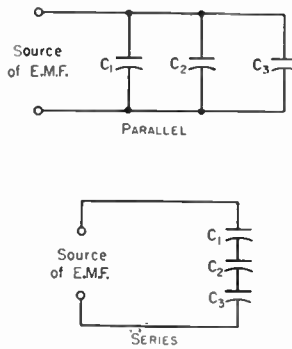 Source
of E.M.F.
C1
C2
C3
PARALLEL
Source
of E.M.F.
C1
C2
C3
SERIES